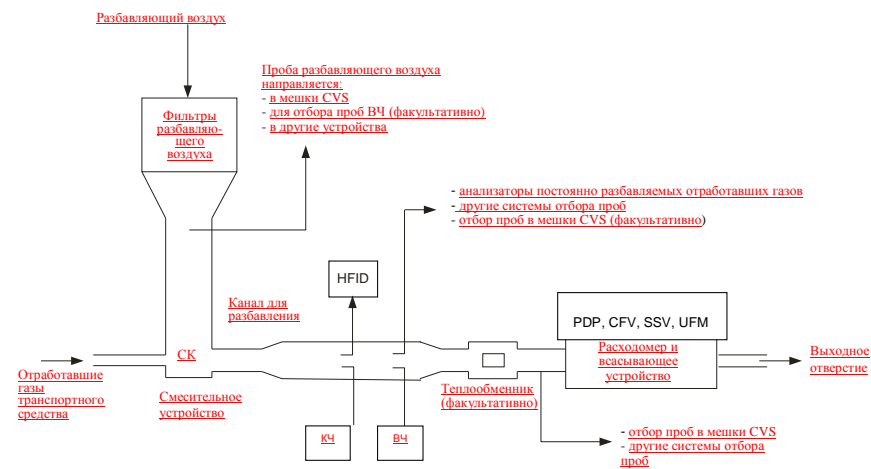 Разбавляющий воздух
Фильтры
разбавляю-
щего
воздуха
Проба разбавляющего воздуха
направляется:
- в мешки CVS
- для отбора проб ВЧ (факультативно)
- в другие устройства
- анализаторы постоянно разбавляемых отработавших газов
- другие системы отбора проб
- отбор проб в мешки CVS (факультативно)
HFID
Канал для
разбавления
PDP, CFV, SSV, UFM
СК
Расходомер и
всасывающее
устройство
Выходное
отверстие
Отработавшие
газы
транспортного
средства
Смесительное
устройство
Теплообменник
(факультативно)
КЧ
ВЧ
- отбор проб в мешки CVS
- другие системы отбора
проб